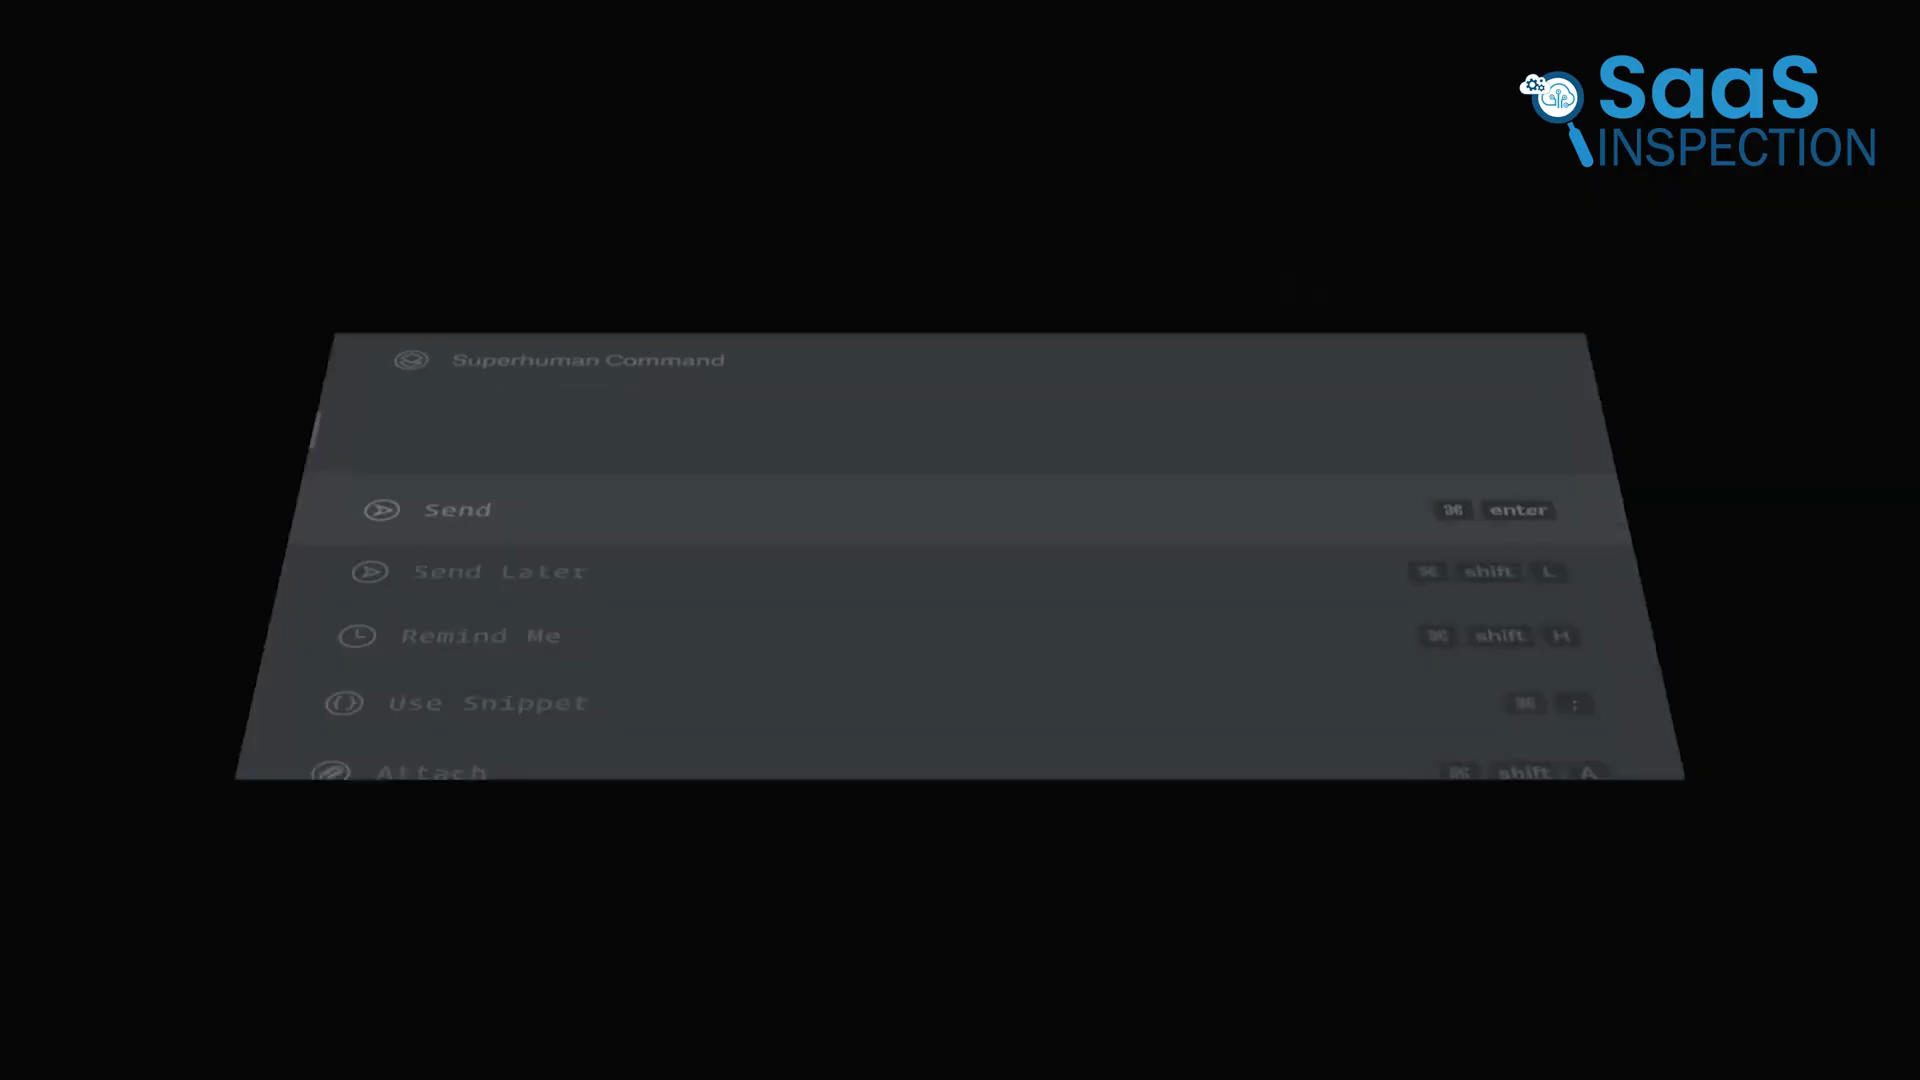 SaaS
INSPECTION
Superhuman Command
Send ⌘ enter
Send Later ⌘ shift L
Remind Me ⌘ shift H
Use Snippet ⌘ ;
Attach ⌘ shift A